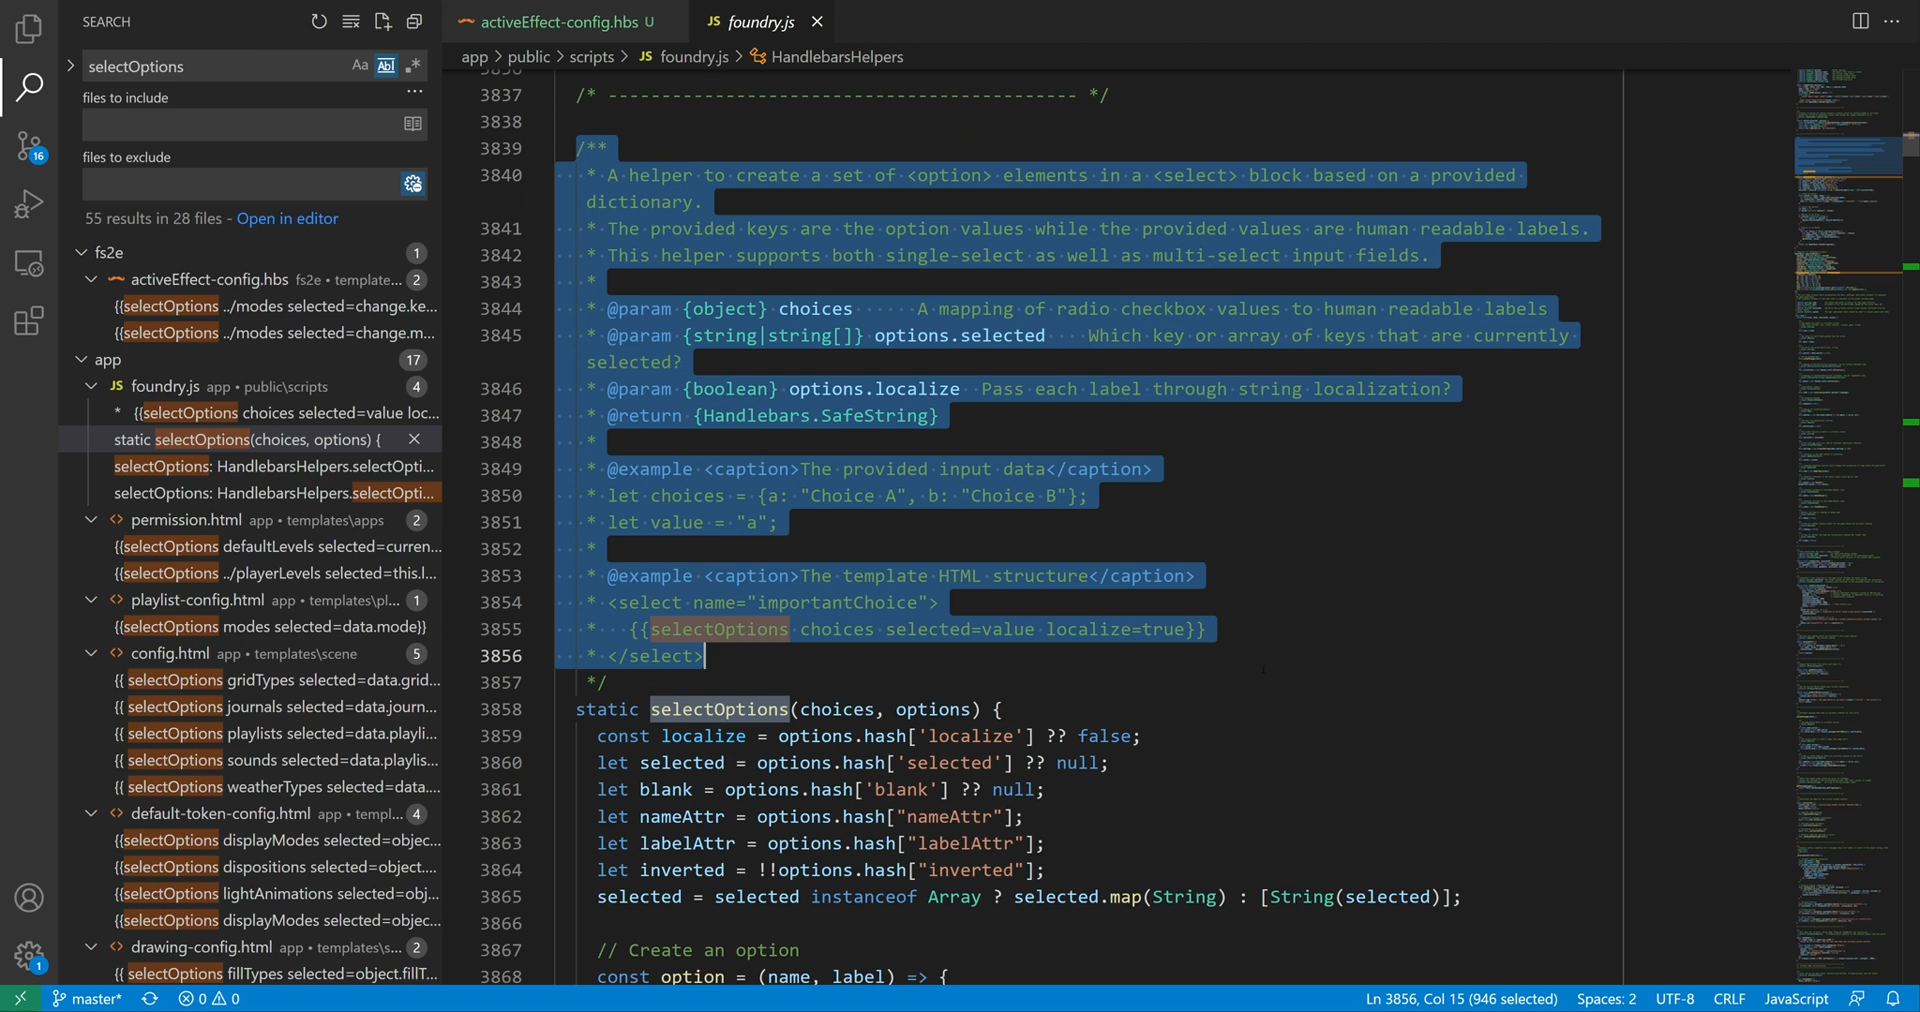 SEARCH
selectOptions
Aa
Abl
.*
files to include
...
files to exclude
55 results in 28 files - Open in editor
fs2e 1
activeEffect-config.hbs fs2e • template... 2
{{selectOptions ../modes selected=change.ke...
{{selectOptions ../modes selected=change.m...
app 17
JS foundry.js app • public\scripts 4
* {{selectOptions choices selected=value loc...
static selectOptions(choices, options) {
selectOptions: HandlebarsHelpers.selectOpti...
selectOptions: HandlebarsHelpers.selectOpti...
permission.html app • templates\apps 2
{{selectOptions defaultLevels selected=curren...
{{selectOptions ../playerLevels selected=this.l...
playlist-config.html app • templates\pl... 1
{{selectOptions modes selected=data.mode}}
config.html app • templates\scene 5
{{ selectOptions gridTypes selected=data.grid...
{{ selectOptions journals selected=data.journ...
{{ selectOptions playlists selected=data.playli...
{{ selectOptions sounds selected=data.playlis...
{{ selectOptions weatherTypes selected=data....
default-token-config.html app • templ... 4
{{selectOptions displayModes selected=objec...
{{selectOptions dispositions selected=object....
{{selectOptions lightAnimations selected=obj...
{{selectOptions displayModes selected=objec...
drawing-config.html app • templates\s... 2
{{ selectOptions fillTypes selected=object.fillT...
16
1
activeEffect-config.hbs U
JS foundry.js
app > public > scripts > JS foundry.js > HandlebarsHelpers
3836
3837 /* -------------------------------------------- */
3838
3839 /**
3840 * A helper to create a set of <option> elements in a <select> block based on a provided
dictionary.
3841 * The provided keys are the option values while the provided values are human readable labels.
3842 * This helper supports both single-select as well as multi-select input fields.
3843 *
3844 * @param {object} choices A mapping of radio checkbox values to human readable labels
3845 * @param {string|string[]} options.selected Which key or array of keys that are currently
selected?
3846 * @param {boolean} options.localize Pass each label through string localization?
3847 * @return {Handlebars.SafeString}
3848 *
3849 * @example <caption>The provided input data</caption>
3850 * let choices = {a: "Choice A", b: "Choice B"};
3851 * let value = "a";
3852 *
3853 * @example <caption>The template HTML structure</caption>
3854 * <select name="importantChoice">
3855 * {{selectOptions choices selected=value localize=true}}
3856 * </select>
3857 */
3858 static selectOptions(choices, options) {
3859 const localize = options.hash['localize'] ?? false;
3860 let selected = options.hash['selected'] ?? null;
3861 let blank = options.hash['blank'] ?? null;
3862 let nameAttr = options.hash["nameAttr"];
3863 let labelAttr = options.hash["labelAttr"];
3864 let inverted = !!options.hash["inverted"];
3865 selected = selected instanceof Array ? selected.map(String) : [String(selected)];
3866
3867 // Create an option
3868 const option = (name, label) => {
master* 0 0
Ln 3856, Col 15 (946 selected) Spaces: 2 UTF-8 CRLF JavaScript